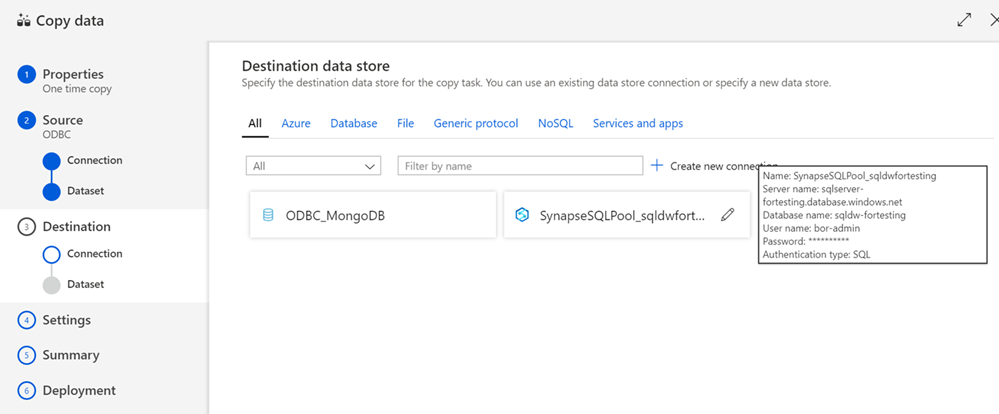 Copy data
1 Properties
One time copy
2 Source
ODBC
Connection
Dataset
3 Destination
Connection
Dataset
4 Settings
5 Summary
6 Deployment
Destination data store
Specify the destination data store for the copy task. You can use an existing data store connection or specify a new data store.
All Azure Database File Generic protocol NoSQL Services and apps
All Filter by name Create new connection
ODBC_MongoDB SynapseSQLPool_sqldwfort...
Name: SynapseSQLPool_sqldwfortesting
Server name: sqlserver-
fortesting.database.windows.net
Database name: sqldw-fortesting
User name: bor-admin
Password: **********
Authentication type: SQL